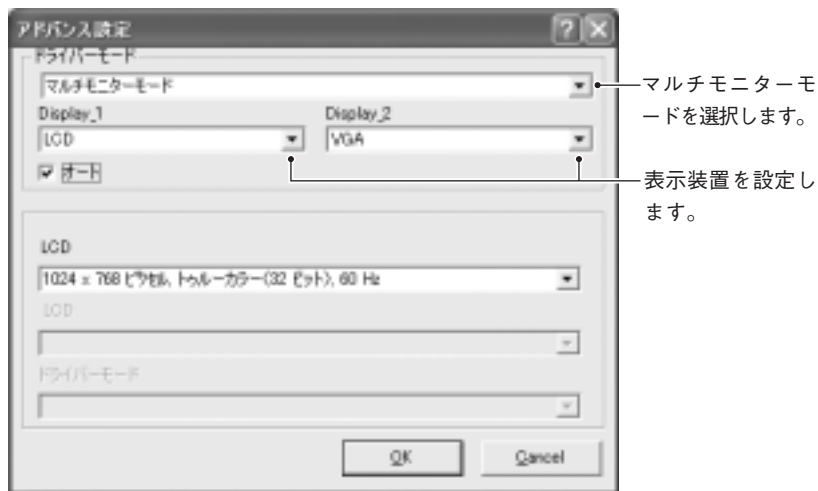 アドバンス設定
ドライバーモード
マルチモニターモード
マルチモニターモ
ードを選択します。
Display_1 Display_2
LCD VGA
オート
表示装置を設定し
ます。
LCD
1024 x 768 ピクセル, トゥルーカラー(32 ビット), 60 Hz
LCD
ドライバーモード
OK Cancel